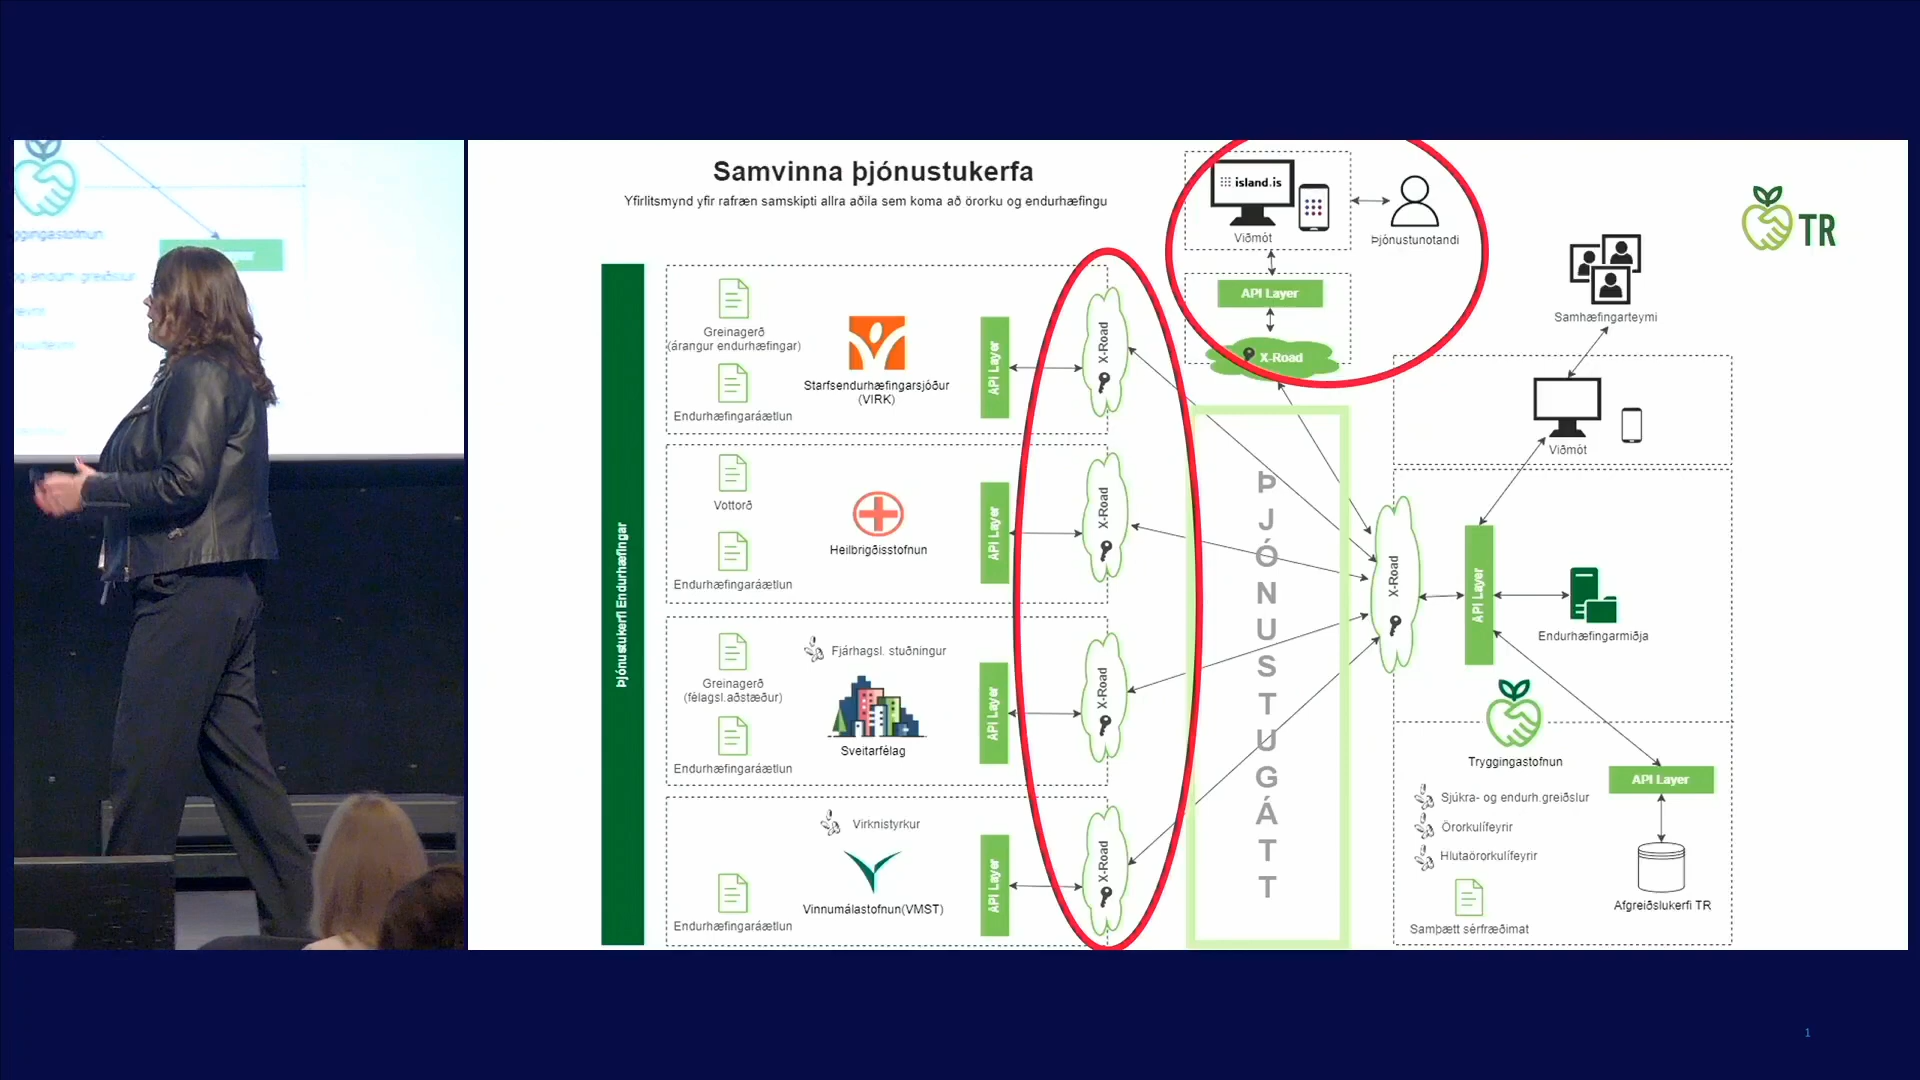 Samvinna þjónustukerfa
Yfirlitsmynd yfir rafræn samskipti allra aðila sem koma að örorku og endurhæfingu
TR
island.is
Viðmót
Þjónustunotandi
API Layer
X-Road
Samhæfingarteymi
Viðmót
Þjónustukerfi Endurhæfingar
Greinagerð
(árangur endurhæfingar)
Endurhæfingaráætlun
Starfsendurhæfingarsjóður
(VIRK)
API Layer
X-Road
Vottorð
Endurhæfingaráætlun
Heilbrigðisstofnun
API Layer
X-Road
Greinagerð
(félagsl.aðstæður)
Endurhæfingaráætlun
Fjárhagsl. stuðningur
Sveitarfélag
API Layer
X-Road
Endurhæfingaráætlun
Virknistyrkur
Vinnumálastofnun(VMST)
API Layer
X-Road
ÞJÓNUSTUGÁTT
X-Road
API Layer
Endurhæfingarmiðja
Tryggingastofnun
Sjúkra- og endurh.greiðslur
Örorkulífeyrir
Hlutaörorkulífeyrir
Samþætt sérfræðimat
API Layer
Afgreiðslukerfi TR
1